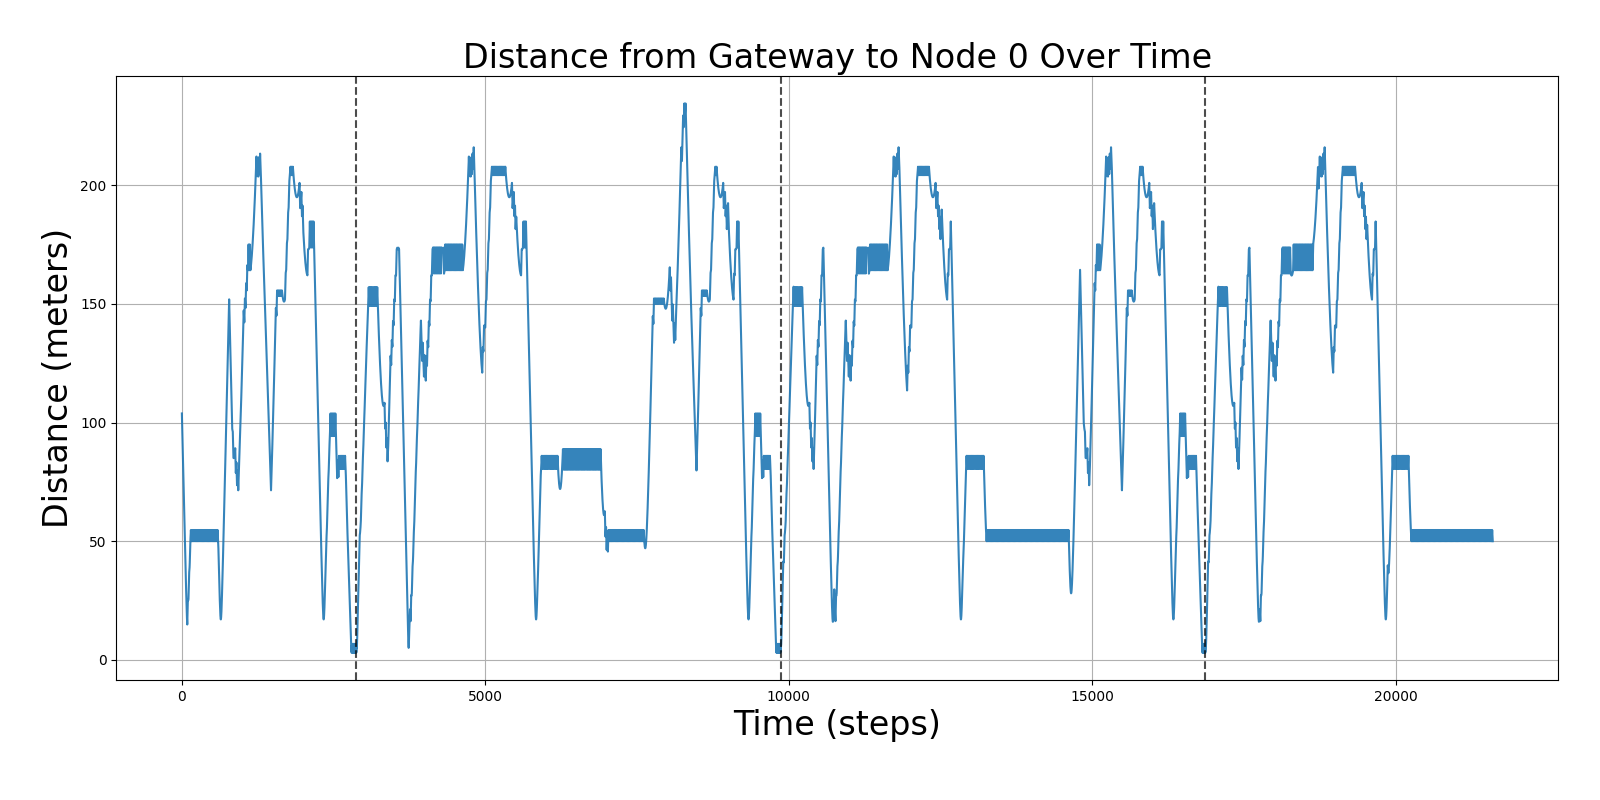 Distance from Gateway to Node 0 Over Time
Distance (meters)
200
150
100
50
0
0 5000 10000 15000 20000
Time (steps)